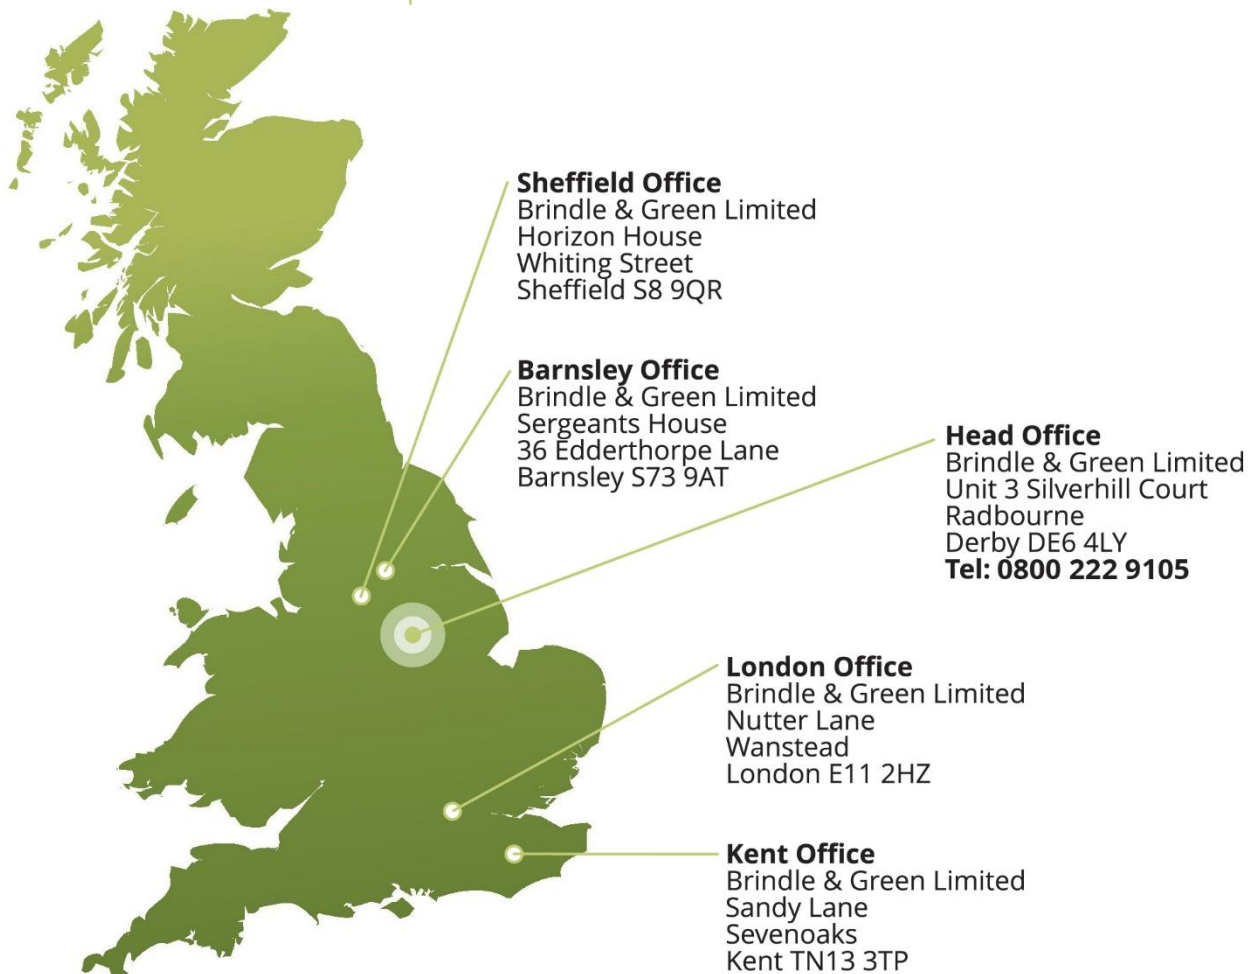 Sheffield Office
Brindle & Green Limited
Horizon House
Whiting Street
Sheffield S8 9QR
Barnsley Office
Brindle & Green Limited
Sergeants House
36 Edderthorpe Lane
Barnsley S73 9AT
Head Office
Brindle & Green Limited
Unit 3 Silverhill Court
Radbourne
Derby DE6 4LY
Tel: 0800 222 9105
London Office
Brindle & Green Limited
Nutter Lane
Wanstead
London E11 2HZ
Kent Office
Brindle & Green Limited
Sandy Lane
Sevenoaks
Kent TN13 3TP